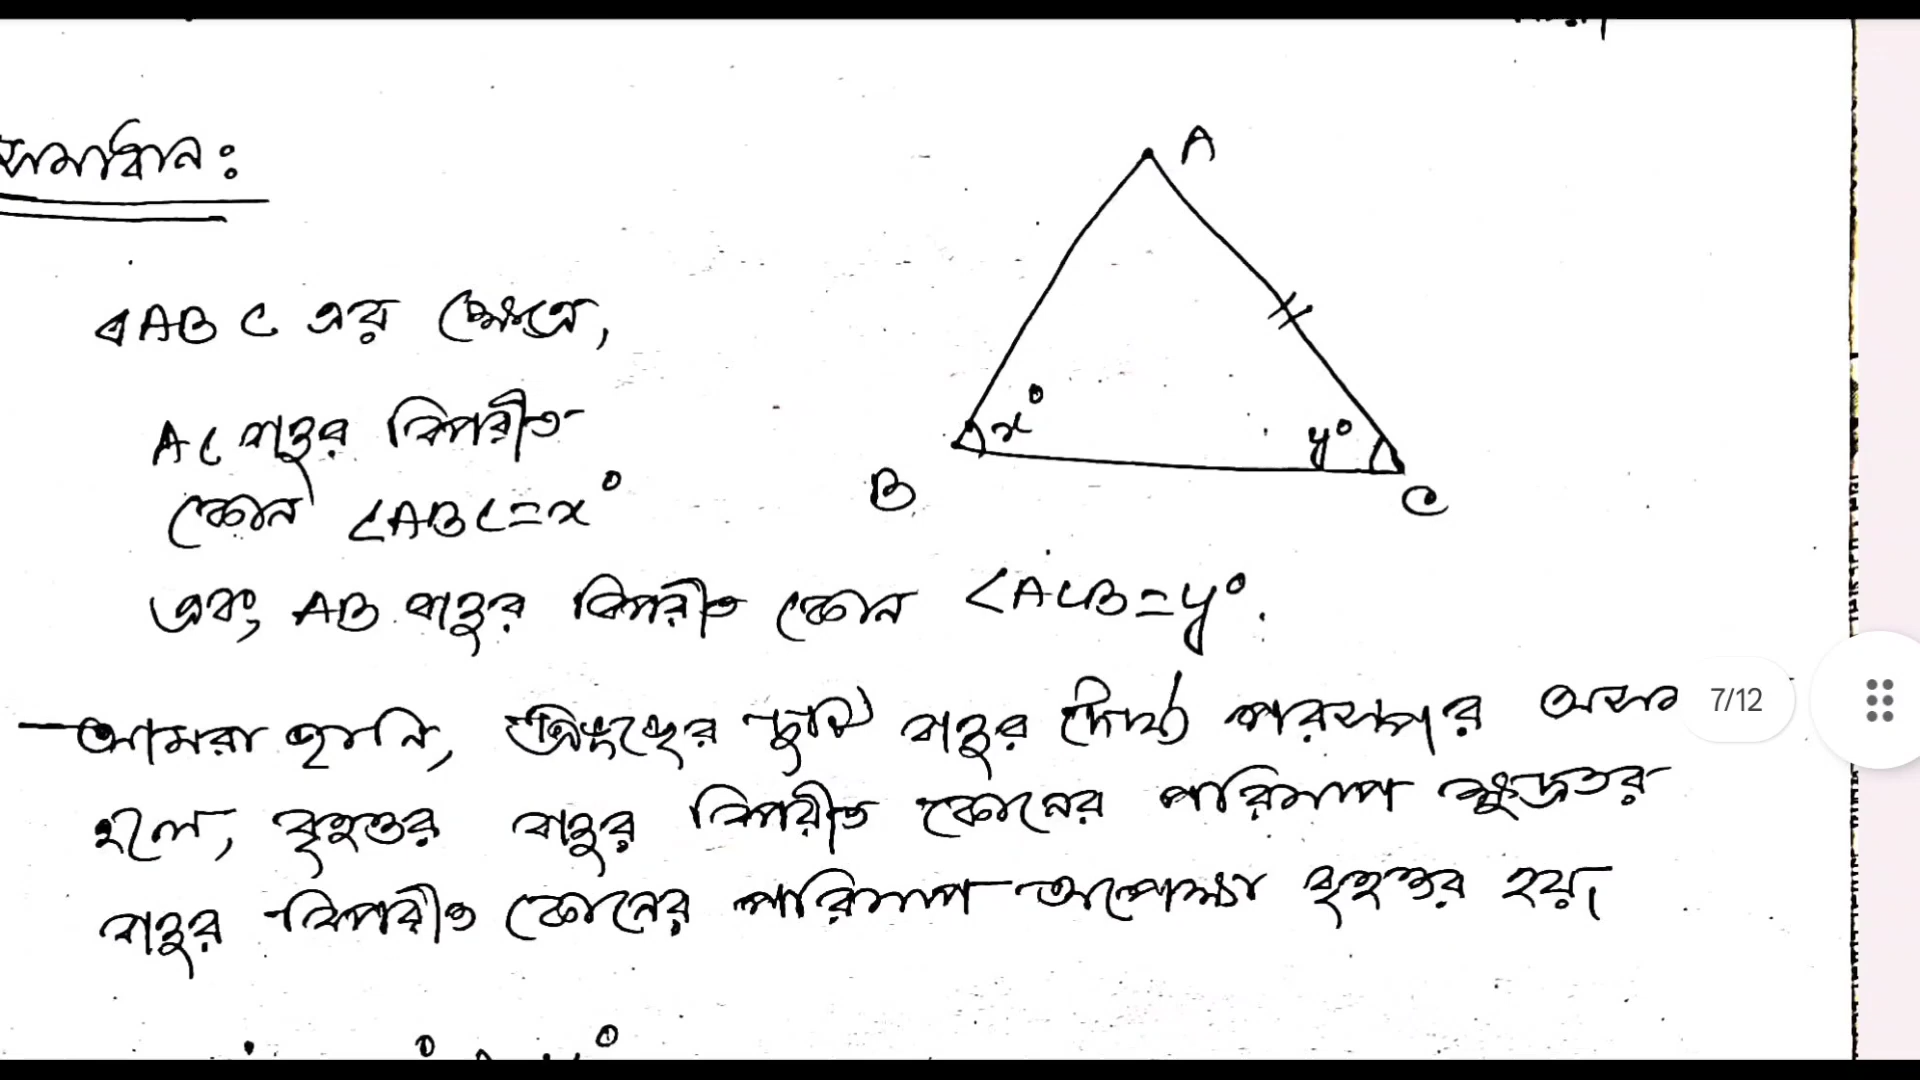 সমাধান:
ABC এর ক্ষেত্রে,
A
AC বাহুর বিপরীত
x° y°
কোন ∠ABC=x°
B C
এবং AB বাহুর বিপরীত কোন ∠ACB=y°.
আমরা জানি, ত্রিভুজের দুটি বাহুর দৈর্ঘ্য পরস্পর অসম
7/12
হলে, বৃহত্তর বাহুর বিপরীত কোনের পরিমাপ ক্ষুদ্রতর
বাহুর বিপরীত কোনের পরিমাপ অপেক্ষা বৃহত্তর হয়।